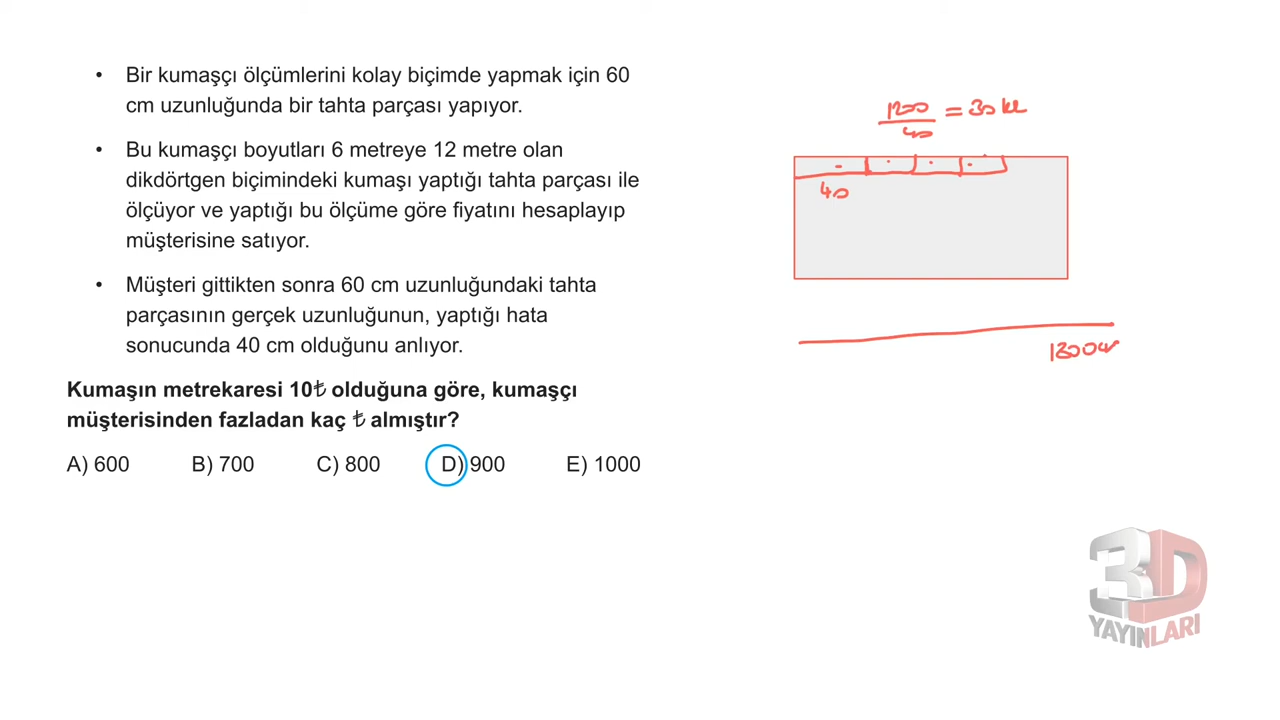 • Bir kumaşçı ölçümlerini kolay biçimde yapmak için 60
cm uzunluğunda bir tahta parçası yapıyor.
• Bu kumaşçı boyutları 6 metreye 12 metre olan
dikdörtgen biçimindeki kumaşı yaptığı tahta parçası ile
ölçüyor ve yaptığı bu ölçüme göre fiyatını hesaplayıp
müşterisine satıyor.
• Müşteri gittikten sonra 60 cm uzunluğundaki tahta
parçasının gerçek uzunluğunun, yaptığı hata
sonucunda 40 cm olduğunu anlıyor.
Kumaşın metrekaresi 10₺ olduğuna göre, kumaşçı
müşterisinden fazladan kaç ₺ almıştır?
A) 600 B) 700 C) 800 D) 900 E) 1000
1200
40
= 30
40
3D
YAYINLARI